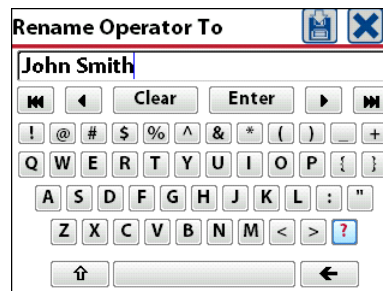 Rename Operator To
John Smith
Clear Enter
! @ # $ % ^ & * ( ) _ +
Q W E R T Y U I O P { }
A S D F G H J K L : "
Z X C V B N M < > ?